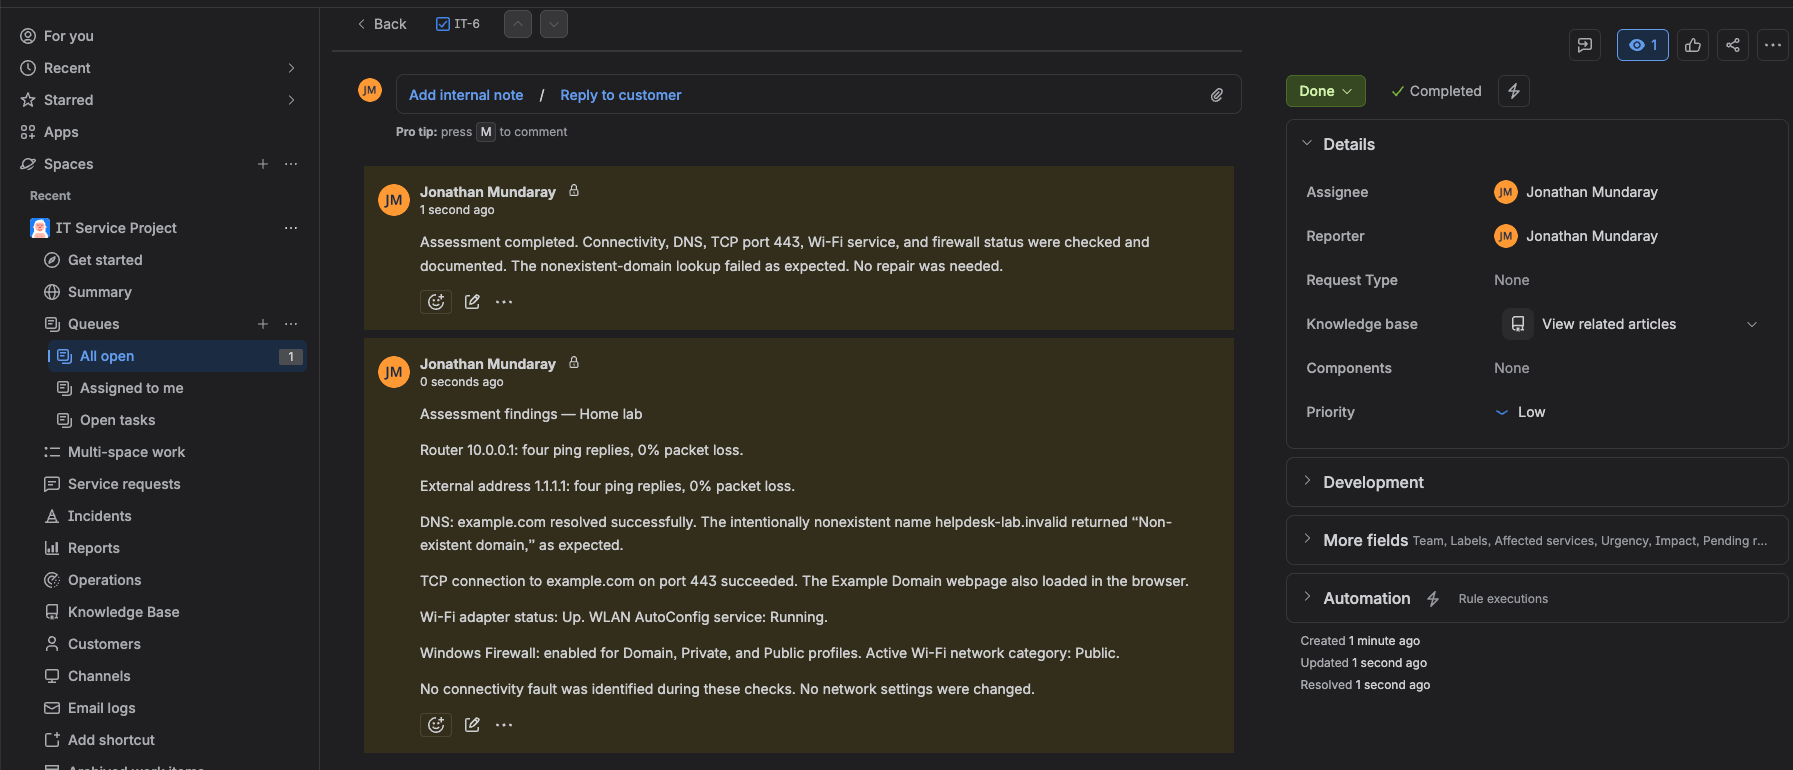 For you
Recent
Starred
Apps
Spaces
Recent
IT Service Project
Get started
Summary
Queues
All open 1
Assigned to me
Open tasks
Multi-space work
Service requests
Incidents
Reports
Operations
Knowledge Base
Customers
Channels
Email logs
Add shortcut
Archived work items
Back IT-6
JM Add internal note / Reply to customer
Pro tip: press M to comment
JM Jonathan Mundaray
1 second ago
Assessment completed. Connectivity, DNS, TCP port 443, Wi-Fi service, and firewall status were checked and
documented. The nonexistent-domain lookup failed as expected. No repair was needed.
JM Jonathan Mundaray
0 seconds ago
Assessment findings — Home lab
Router 10.0.0.1: four ping replies, 0% packet loss.
External address 1.1.1.1: four ping replies, 0% packet loss.
DNS: example.com resolved successfully. The intentionally nonexistent name helpdesk-lab.invalid returned “Non-
existent domain,” as expected.
TCP connection to example.com on port 443 succeeded. The Example Domain webpage also loaded in the browser.
Wi-Fi adapter status: Up. WLAN AutoConfig service: Running.
Windows Firewall: enabled for Domain, Private, and Public profiles. Active Wi-Fi network category: Public.
No connectivity fault was identified during these checks. No network settings were changed.
1
Done Completed
Details
Assignee JM Jonathan Mundaray
Reporter JM Jonathan Mundaray
Request Type None
Knowledge base View related articles
Components None
Priority Low
Development
More fields Team, Labels, Affected services, Urgency, Impact, Pending r...
Automation Rule executions
Created 1 minute ago
Updated 1 second ago
Resolved 1 second ago